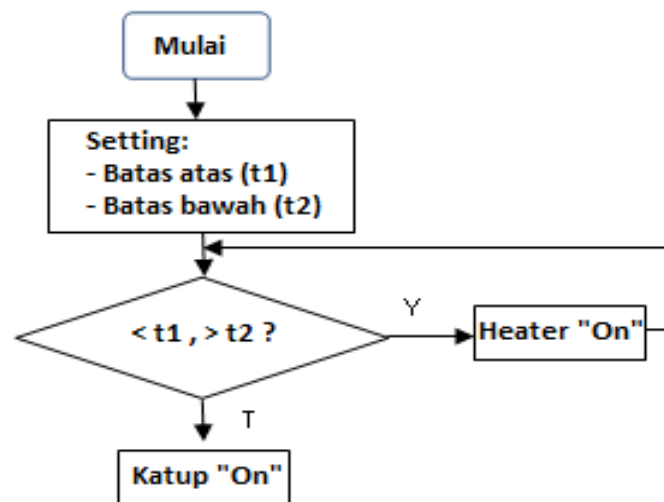 Mulai
Setting:
- Batas atas (t1)
- Batas bawah (t2)
< t1 , > t2 ?
Y
Heater "On"
T
Katup "On"